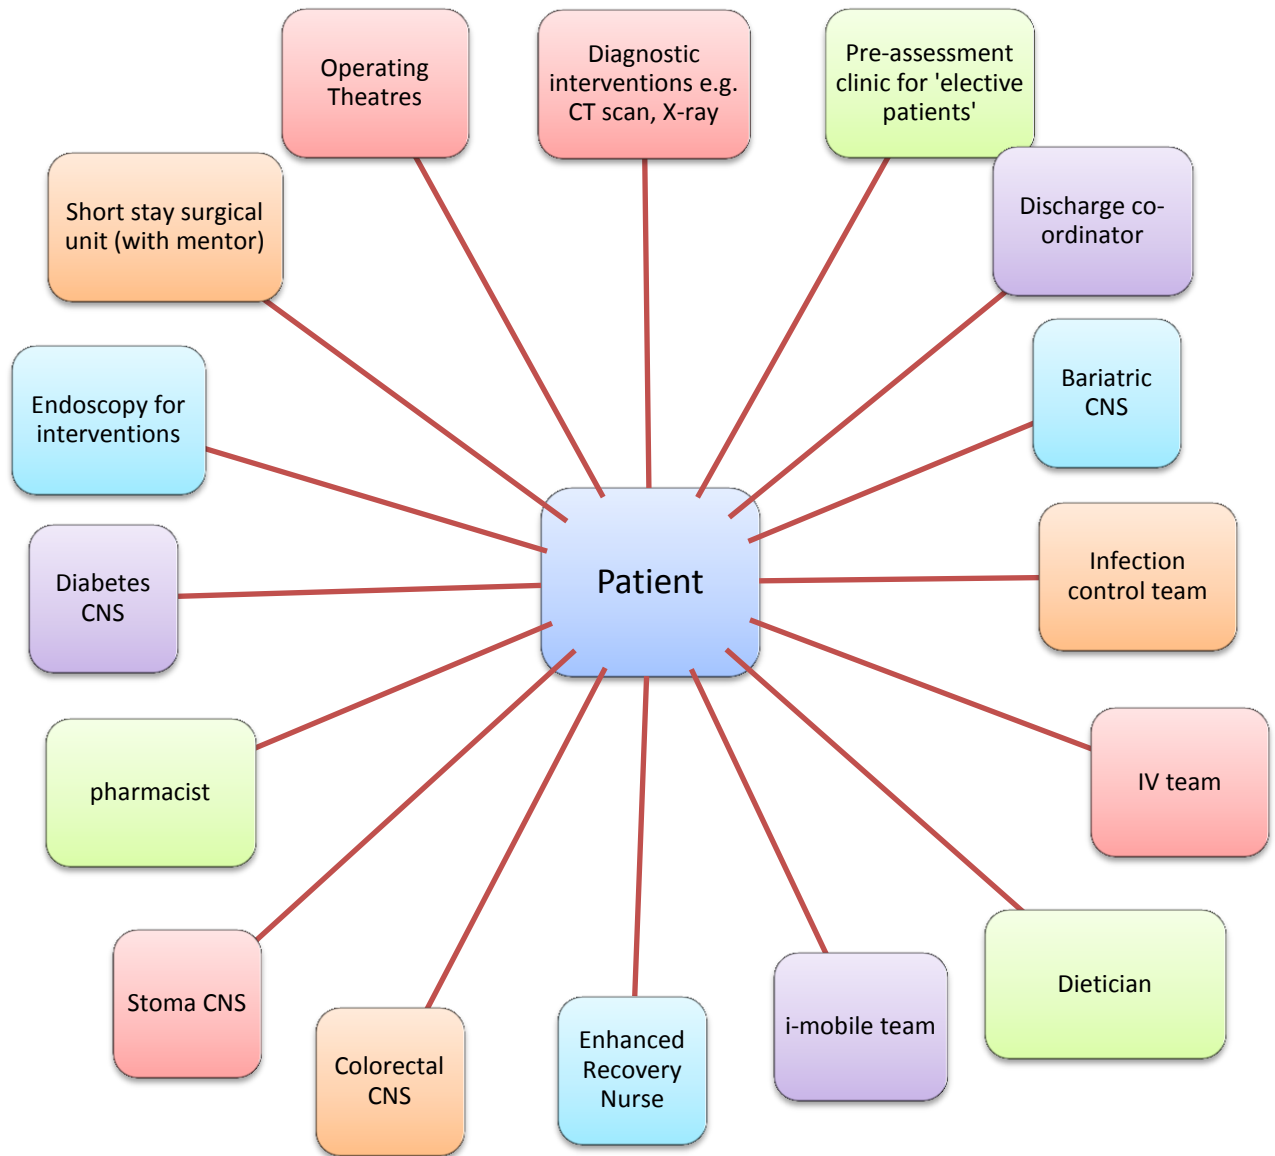 Operating
Theatres
Diagnostic
interventions e.g.
CT scan, X-ray
Pre-assessment
clinic for 'elective
patients'
Short stay surgical
unit (with mentor)
Discharge co-
ordinator
Endoscopy for
interventions
Bariatric
CNS
Diabetes
CNS
Patient
Infection
control team
pharmacist
IV team
Stoma CNS
Colorectal
CNS
Enhanced
Recovery
Nurse
i-mobile team
Dietician